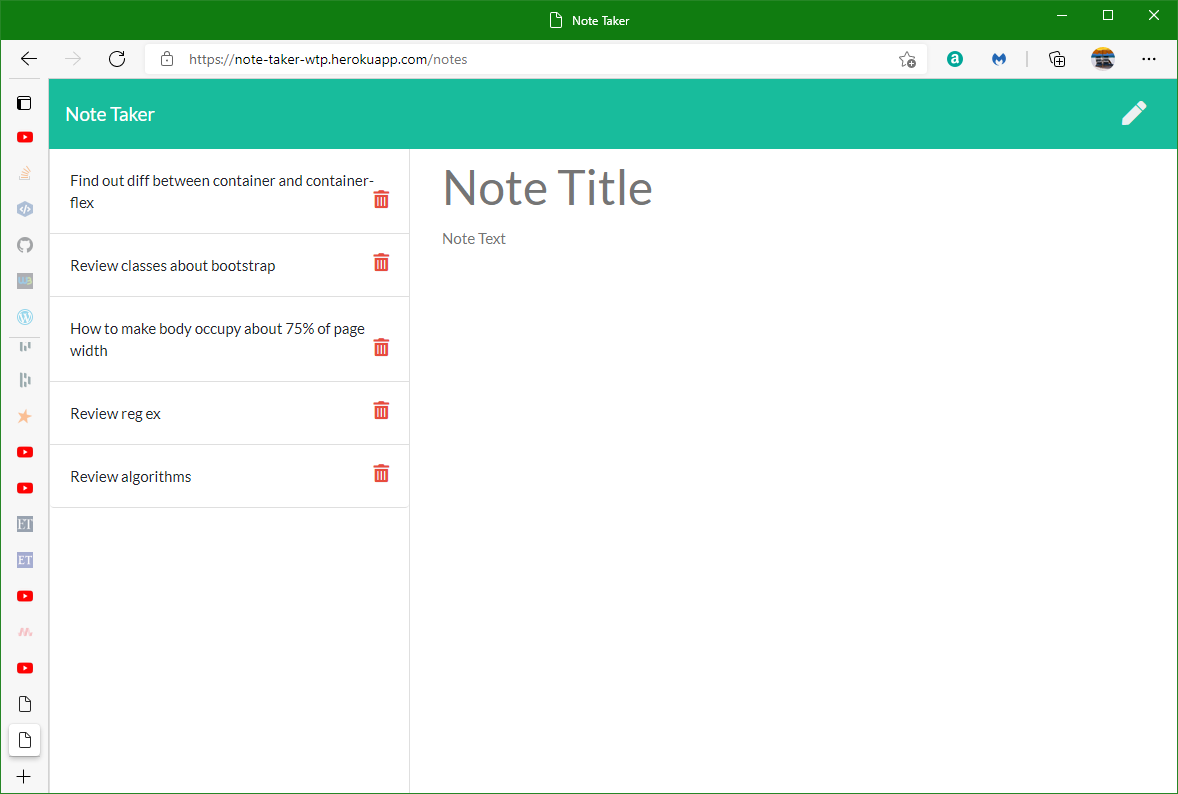 Note Taker
https://note-taker-wtp.herokuapp.com/notes
a
Note Taker
Find out diff between container and container-
flex
Review classes about bootstrap
How to make body occupy about 75% of page
width
Review reg ex
Review algorithms
Note Title
Note Text
ET
ET